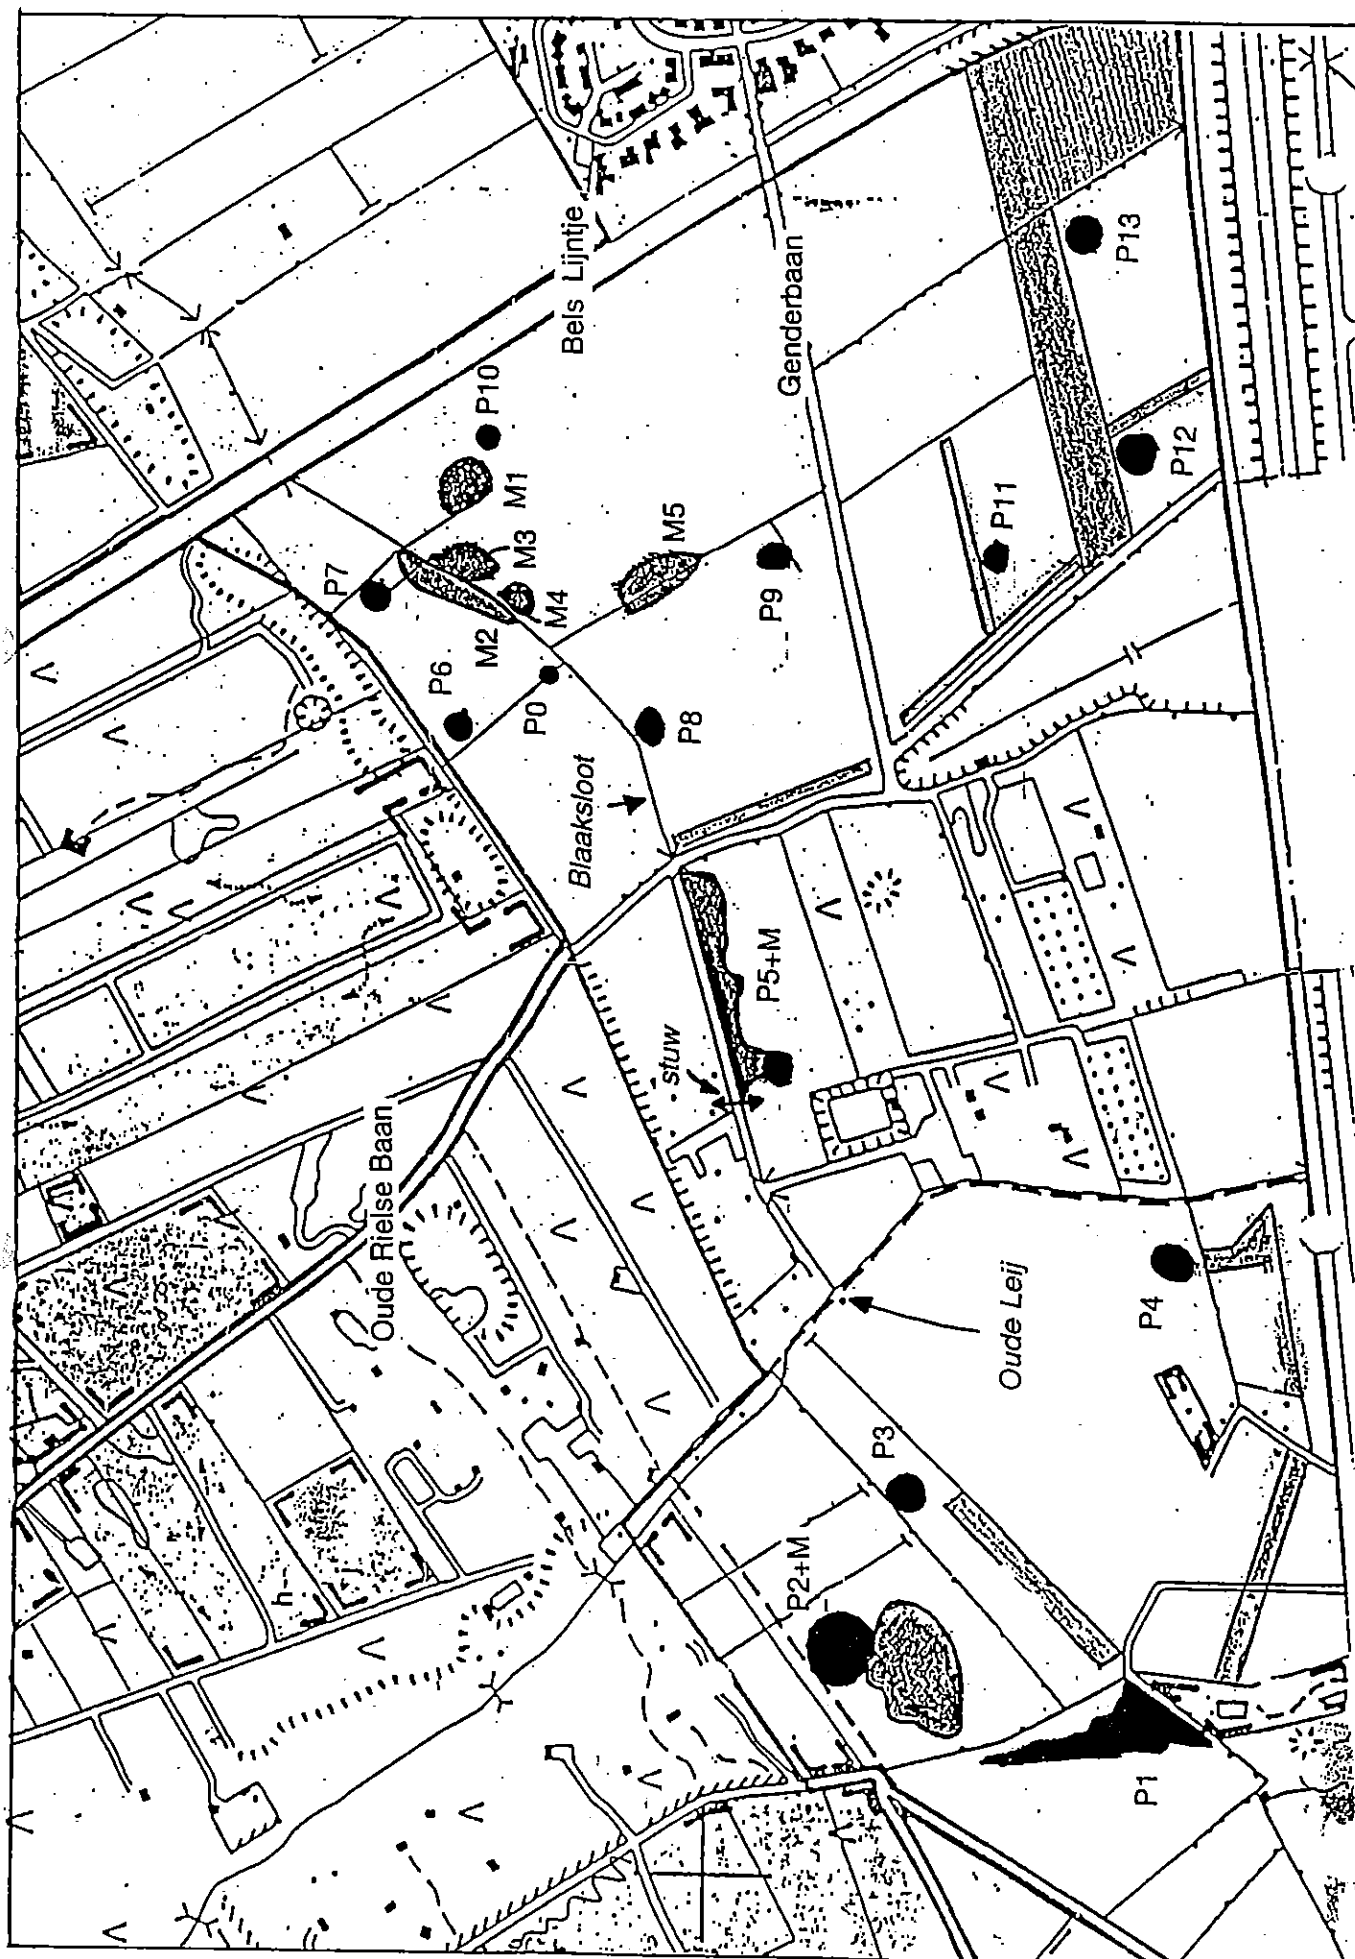 Bels Lijntje
Genderbaan
P10
M1
P13
P7
M3
M5
P12
M4
P11
M2
P9
P6
P0
P8
Blaaksloot
P5+M
stuw
Oude Rielse Baan
Oude Leij
P4
P3
P2+M
h
P1